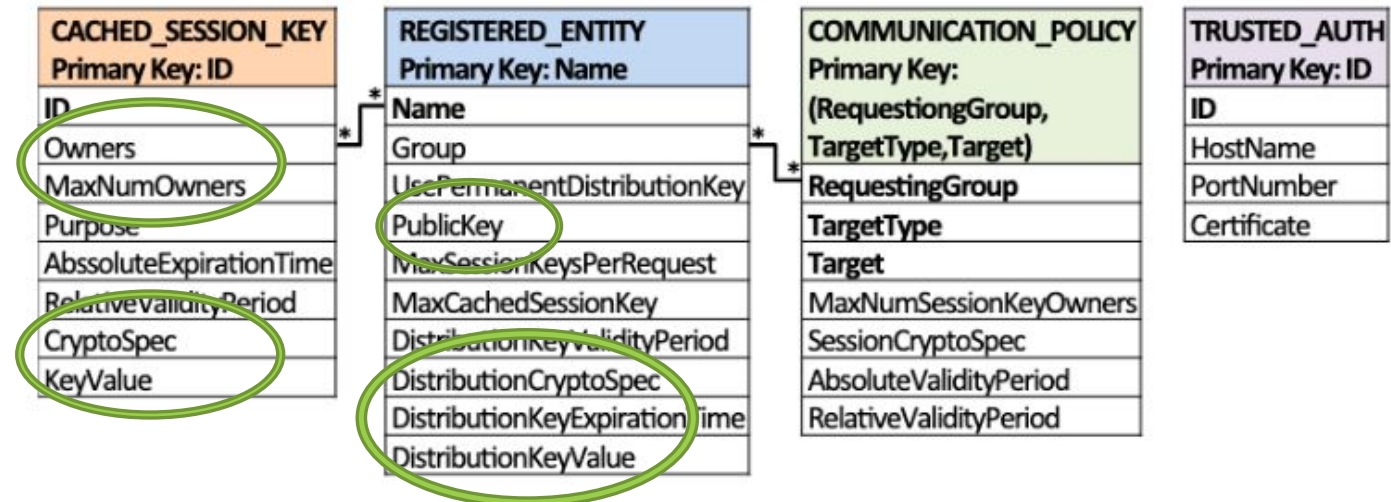 CACHED_SESSION_KEY
Primary Key: ID
ID
Owners
MaxNumOwners
Purpose
AbssoluteExpirationTime
RelativeValidityPeriod
CryptoSpec
KeyValue
REGISTERED_ENTITY
Primary Key: Name
Name
Group
UsePermanentDistributionKey
PublicKey
MaxSessionKeysPerRequest
MaxCachedSessionKey
DistributionKeyValidityPeriod
DistributionCryptoSpec
DistributionKeyExpirationTime
DistributionKeyValue
COMMUNICATION_POLICY
Primary Key:
(RequestiongGroup,
TargetType,Target)
RequestingGroup
TargetType
Target
MaxNumSessionKeyOwners
SessionCryptoSpec
AbsoluteValidityPeriod
RelativeValidityPeriod
TRUSTED_AUTH
Primary Key: ID
ID
HostName
PortNumber
Certificate
* * * *